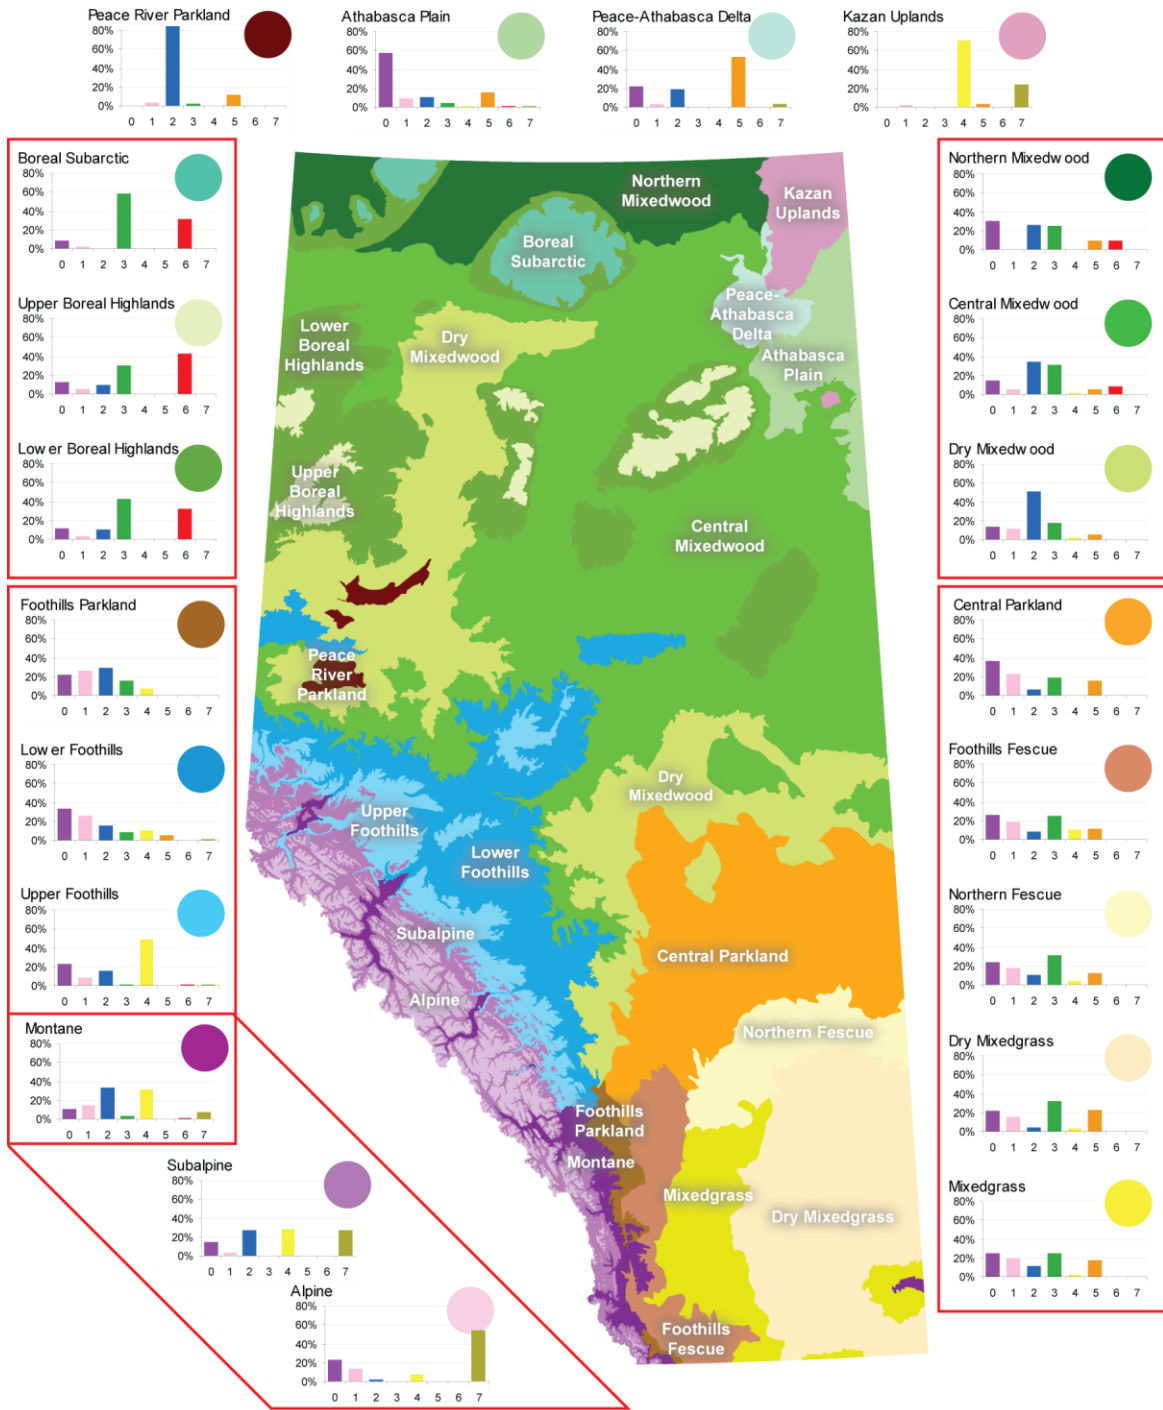 Peace River Parkland
80%
60%
40%
20%
0%
0 1 2 3 4 5 6 7
Athabasca Plain
80%
60%
40%
20%
0%
0 1 2 3 4 5 6 7
Peace-Athabasca Delta
80%
60%
40%
20%
0%
0 1 2 3 4 5 6 7
Kazan Uplands
80%
60%
40%
20%
0%
0 1 2 3 4 5 6 7
Boreal Subarctic
80%
60%
40%
20%
0%
0 1 2 3 4 5 6 7
Upper Boreal Highlands
80%
60%
40%
20%
0%
0 1 2 3 4 5 6 7
Lower Boreal Highlands
80%
60%
40%
20%
0%
0 1 2 3 4 5 6 7
Foothills Parkland
80%
60%
40%
20%
0%
0 1 2 3 4 5 6 7
Lower Foothills
80%
60%
40%
20%
0%
0 1 2 3 4 5 6 7
Upper Foothills
80%
60%
40%
20%
0%
0 1 2 3 4 5 6 7
Montane
80%
60%
40%
20%
0%
0 1 2 3 4 5 6 7
Subalpine
80%
60%
40%
20%
0%
0 1 2 3 4 5 6 7
Alpine
80%
60%
40%
20%
0%
0 1 2 3 4 5 6 7
Northern
Mixedwood
Kazan
Uplands
Boreal
Subarctic
Peace-
Athabasca
Delta
Lower
Boreal
Highlands
Dry
Mixedwood
Athabasca
Plain
Upper
Boreal
Highlands
Central
Mixedwood
Peace
River
Parkland
Dry
Mixedwood
Upper
Foothills
Lower
Foothills
Subalpine
Central Parkland
Alpine
Northern Fescue
Foothills
Parkland
Montane
Mixedgrass
Dry Mixedgrass
Foothills
Fescue
Northern Mixedwood
80%
60%
40%
20%
0%
0 1 2 3 4 5 6 7
Central Mixedwood
80%
60%
40%
20%
0%
0 1 2 3 4 5 6 7
Dry Mixedwood
80%
60%
40%
20%
0%
0 1 2 3 4 5 6 7
Central Parkland
80%
60%
40%
20%
0%
0 1 2 3 4 5 6 7
Foothills Fescue
80%
60%
40%
20%
0%
0 1 2 3 4 5 6 7
Northern Fescue
80%
60%
40%
20%
0%
0 1 2 3 4 5 6 7
Dry Mixedgrass
80%
60%
40%
20%
0%
0 1 2 3 4 5 6 7
Mixedgrass
80%
60%
40%
20%
0%
0 1 2 3 4 5 6 7